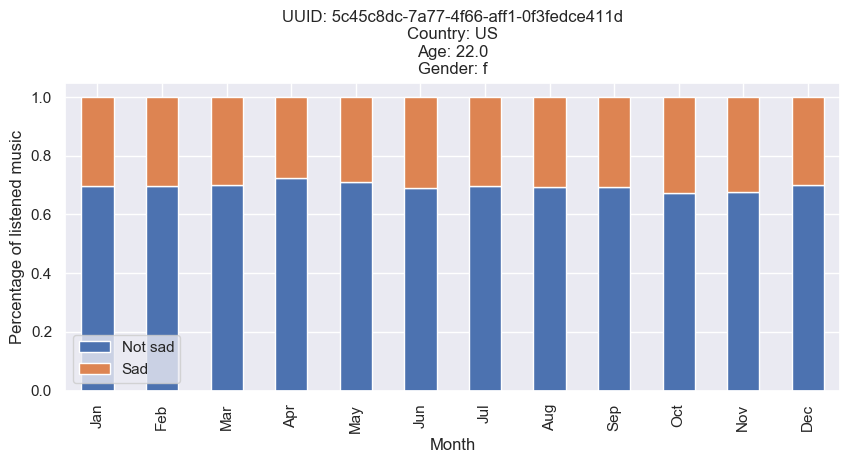 UUID: 5c45c8dc-7a77-4f66-aff1-0f3fedce411d
Country: US
Age: 22.0
Gender: f
Percentage of listened music
1.0
0.8
0.6
0.4
0.2
0.0
Not sad
Sad
Jan
Feb
Mar
Apr
May
Jun
Jul
Aug
Sep
Oct
Nov
Dec
Month